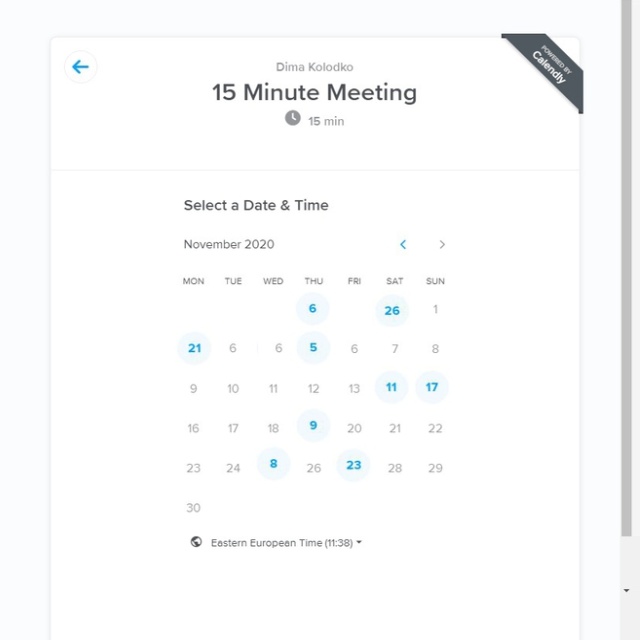 POWERED BY
Calendly
Dima Kolodko
15 Minute Meeting
15 min
Select a Date & Time
November 2020
MON TUE WED THU FRI SAT SUN
6 26 1
21 6 6 5 6 7 8
9 10 11 12 13 11 17
16 17 18 9 20 21 22
23 24 8 26 23 28 29
30
Eastern European Time (11:38)